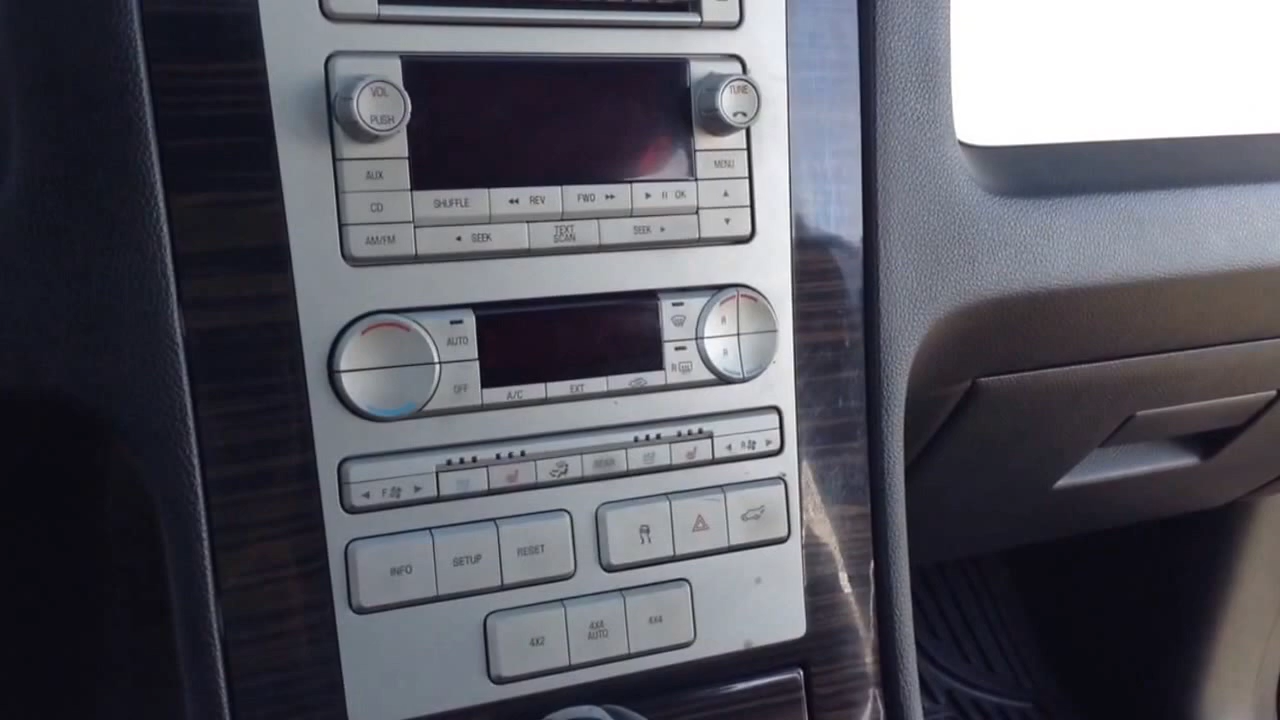 VOL
PUSH
TUNE
AUX
MENU
CD
SHUFFLE
REV
FWD
OK
AM/FM
SEEK
TEXT
SCAN
SEEK
AUTO
OFF
A/C
EXT
R
F
REAR
R
INFO
SETUP
RESET
4X2
4X4
AUTO
4X4